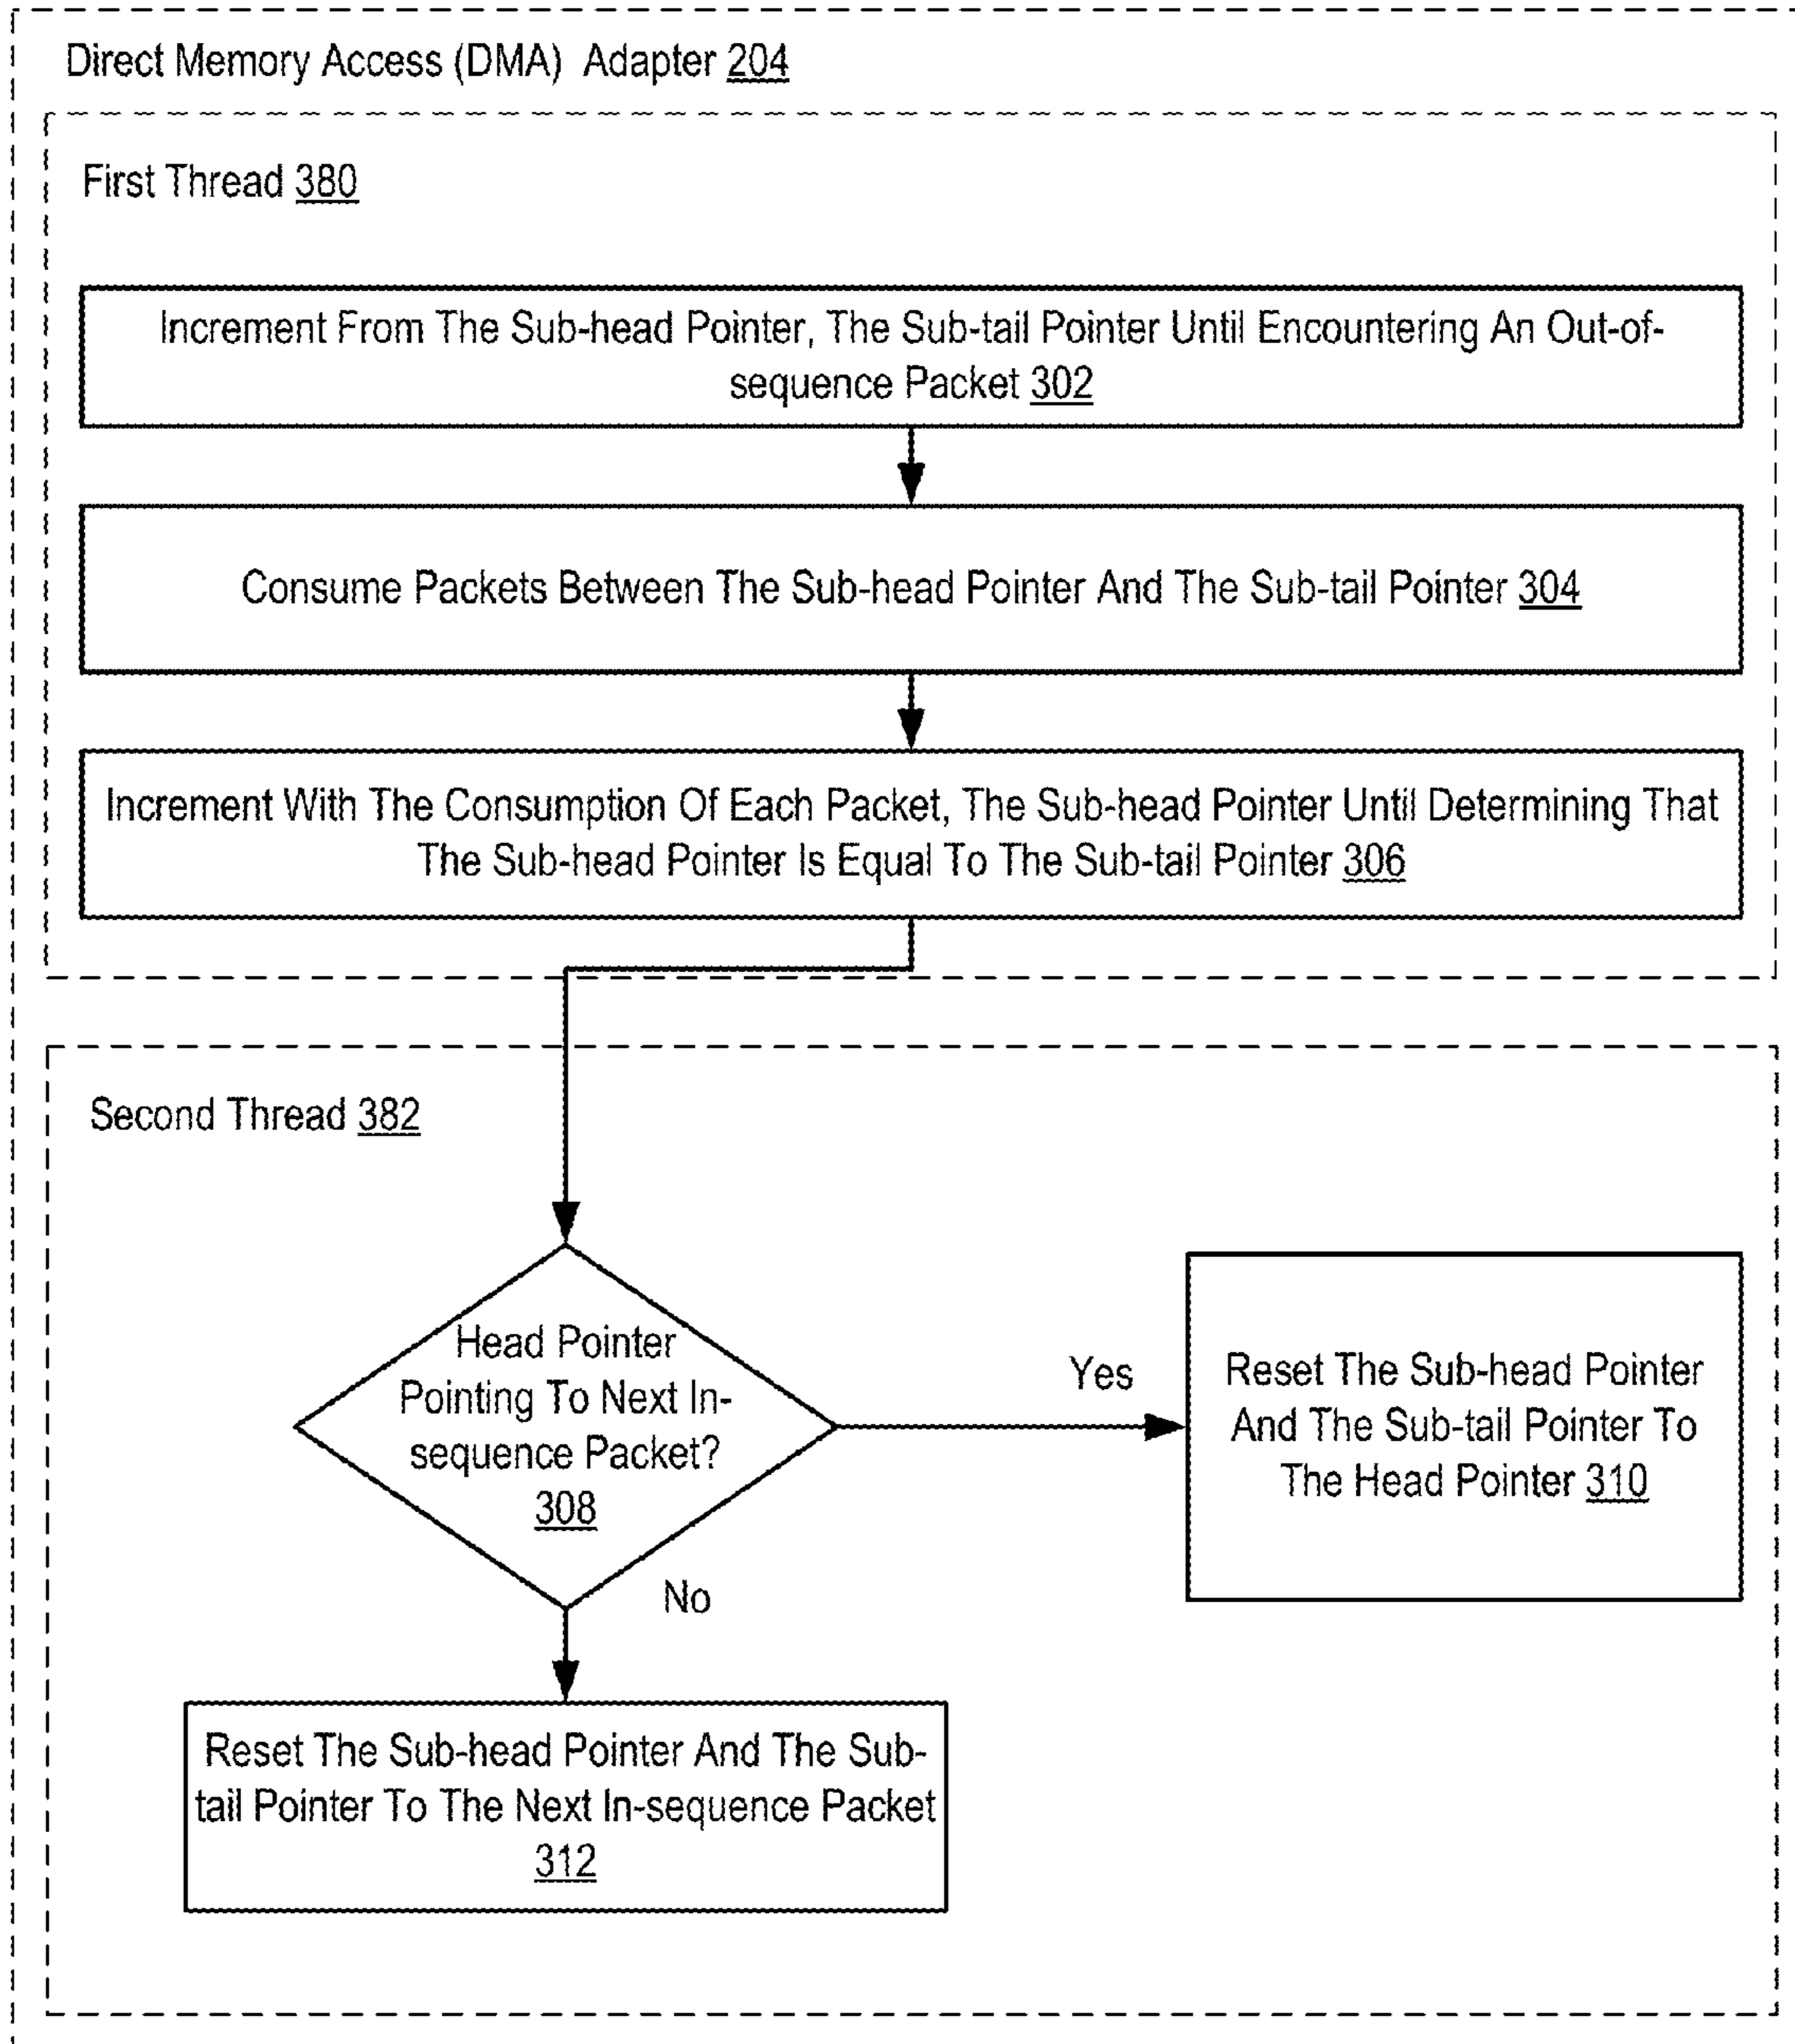 Direct Memory Access (DMA) Adapter 204
First Thread 380
Increment From The Sub-head Pointer, The Sub-tail Pointer Until Encountering An Out-of-
sequence Packet 302
Consume Packets Between The Sub-head Pointer And The Sub-tail Pointer 304
Increment With The Consumption Of Each Packet, The Sub-head Pointer Until Determining That
The Sub-head Pointer Is Equal To The Sub-tail Pointer 306
Second Thread 382
Head Pointer
Pointing To Next In-
sequence Packet?
308
Yes
Reset The Sub-head Pointer
And The Sub-tail Pointer To
The Head Pointer 310
No
Reset The Sub-head Pointer And The Sub-
tail Pointer To The Next In-sequence Packet
312